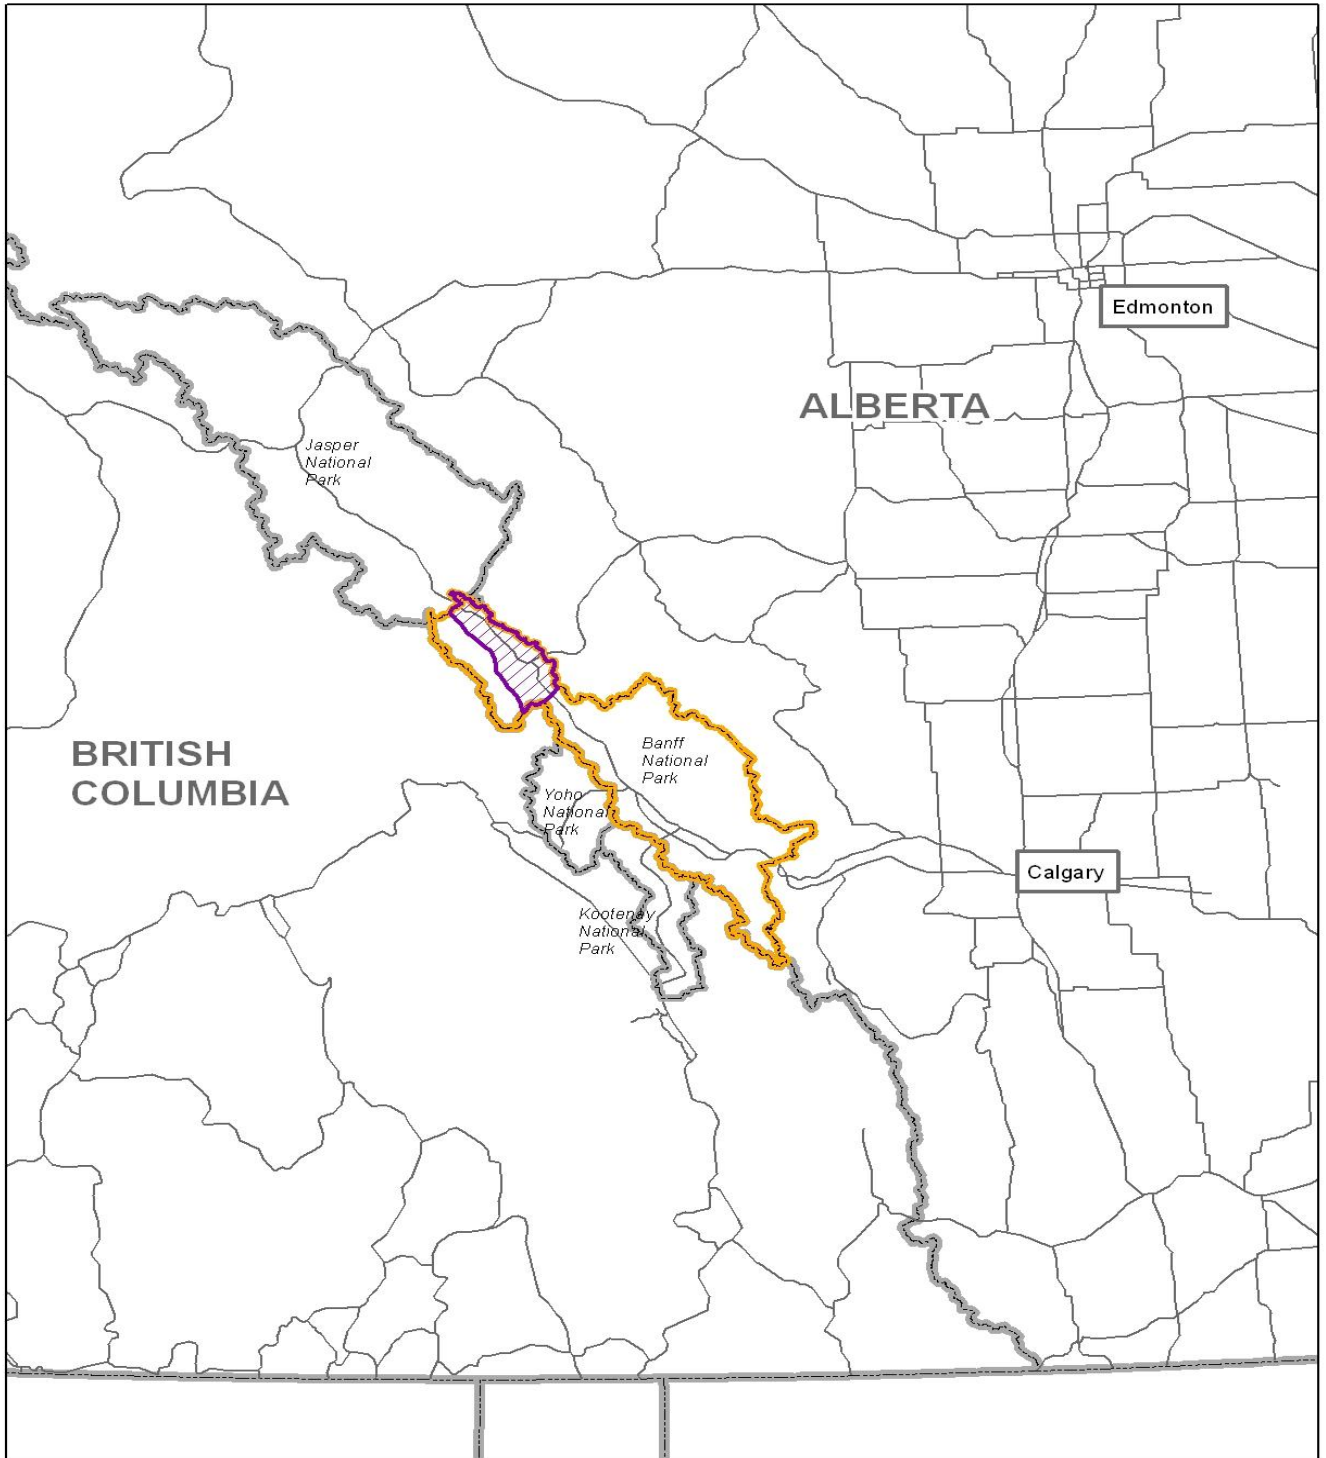 Edmonton
ALBERTA
Jasper
National
Park
BRITISH
COLUMBIA
Banff
National
Park
Yoho
National
Park
Calgary
Kootenay
National
Park